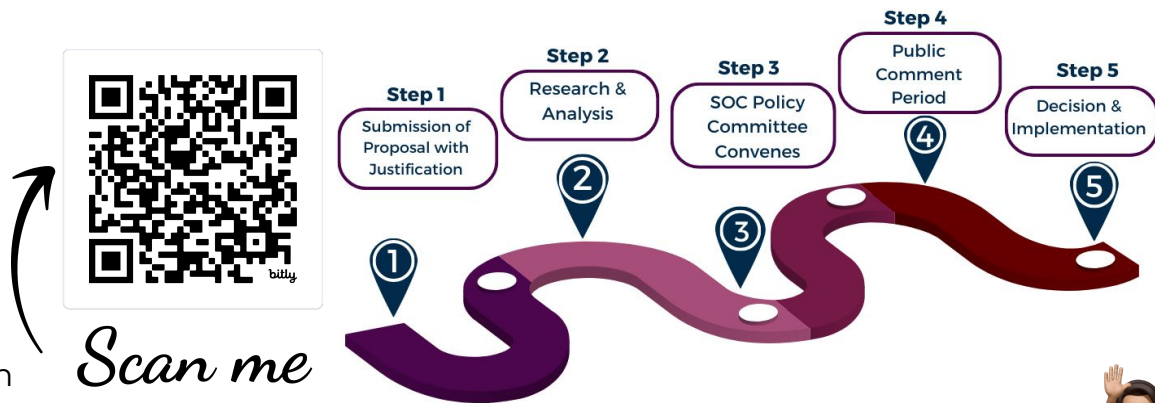 Step 1
Submission of
Proposal with
Justification
Step 2
Research &
Analysis
Step 3
SOC Policy
Committee
Convenes
Step 4
Public
Comment
Period
Step 5
Decision &
Implementation
1
2
3
4
5
bitly
Scan me